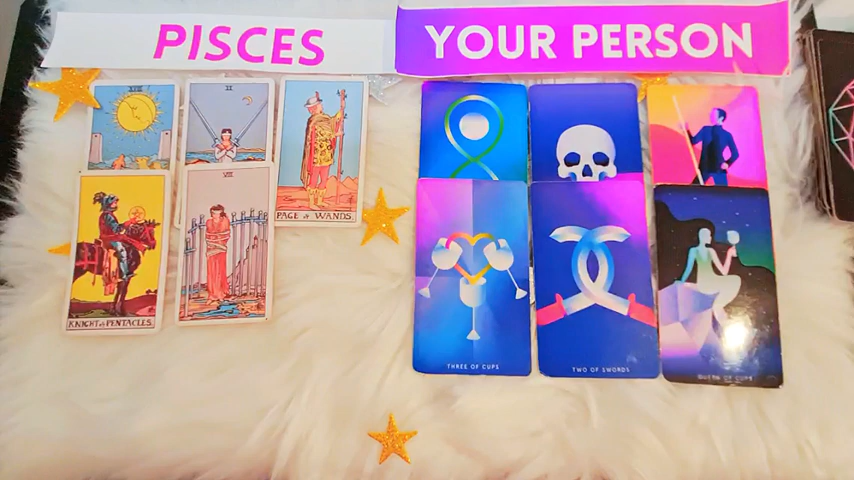 PISCES
YOUR PERSON
II
PAGE of WANDS.
VIII
KNIGHT of PENTACLES.
THREE OF CUPS
TWO OF SWORDS
QUEEN OF CUPS